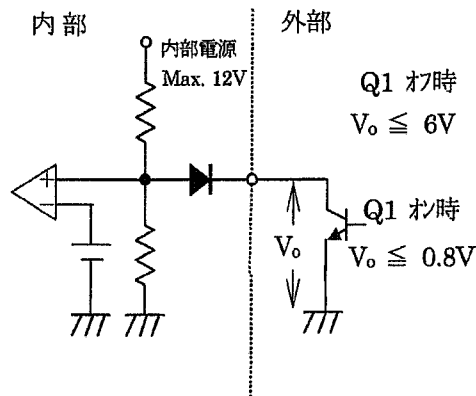 内部
外部
内部電源
Max. 12V
Q1 オフ時
Vo ≦ 6V
+
−
Q1 オン時
Vo
Vo ≦ 0.8V